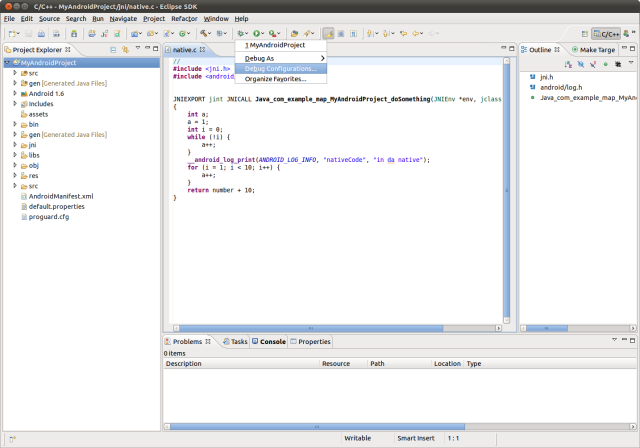 C/C++ - MyAndroidProject/jni/native.c - Eclipse SDK
File Edit Source Refactor Navigate Search Run Project Refactor Window Help
C/C++
Project Explorer
native.c
Outline
Make Targe
1 MyAndroidProject
Debug As
Debug Configurations...
Organize Favorites...
MyAndroidProject
src
gen [Generated Java Files]
Android 1.6
Includes
assets
bin
gen [Generated Java Files]
jni
libs
obj
res
src
AndroidManifest.xml
default.properties
proguard.cfg
//
#include <jni.h>
#include <android
JNIEXPORT jint JNICALL Java_com_example_map_MyAndroidProject_doSomething(JNIEnv *env, jclass
{
int a;
a = 1;
int i = 0;
while (!i) {
a++;
}
__android_log_print(ANDROID_LOG_INFO, "nativeCode", "in da native");
for (i = 1; i < 10; i++) {
a++;
}
return number + 10;
}
jni.h
android/log.h
Java_com_example_map_MyAnd
Problems
Tasks
Console
Properties
0 items
Description Resource Path Location Type
Writable Smart Insert 1 : 1